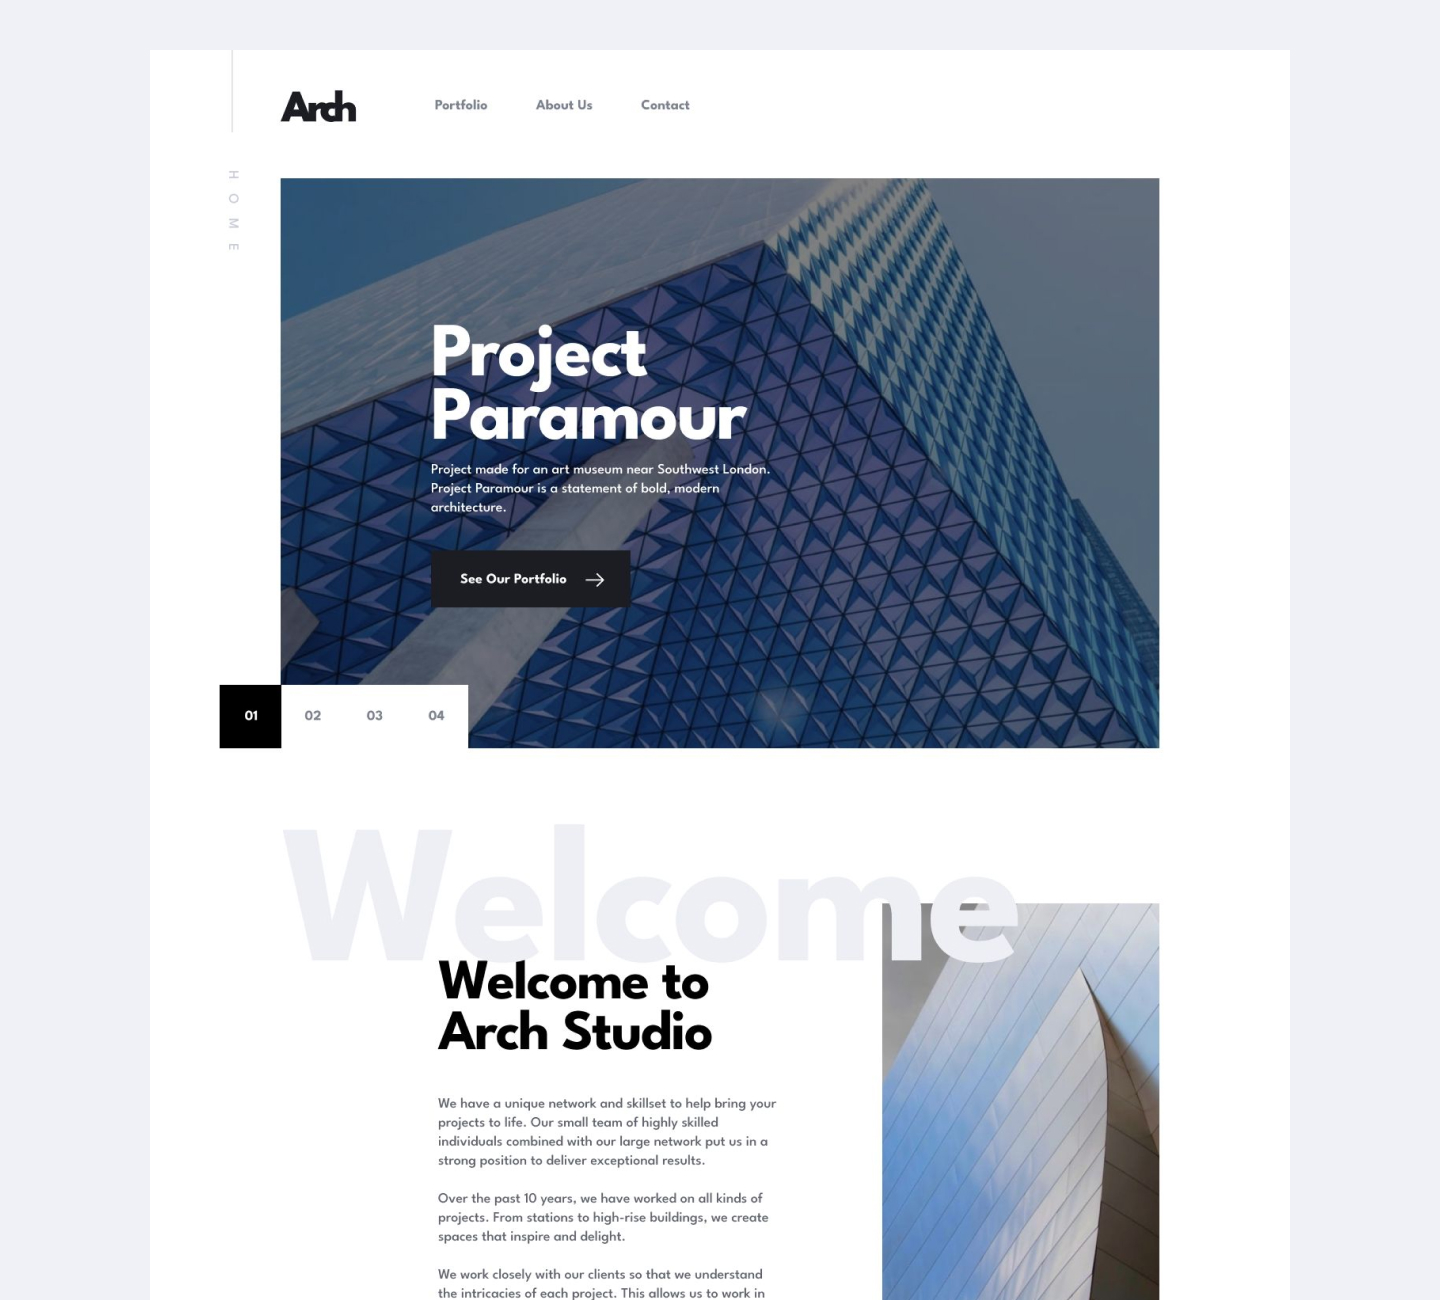 Arch
Portfolio
About Us
Contact
HOME
Project
Paramour
Project made for an art museum near Southwest London.
Project Paramour is a statement of bold, modern
architecture.
See Our Portfolio
01
02
03
04
Welcome
Welcome to
Arch Studio
We have a unique network and skillset to help bring your
projects to life. Our small team of highly skilled
individuals combined with our large network put us in a
strong position to deliver exceptional results.
Over the past 10 years, we have worked on all kinds of
projects. From stations to high-rise buildings, we create
spaces that inspire and delight.
We work closely with our clients so that we understand
the intricacies of each project. This allows us to work in